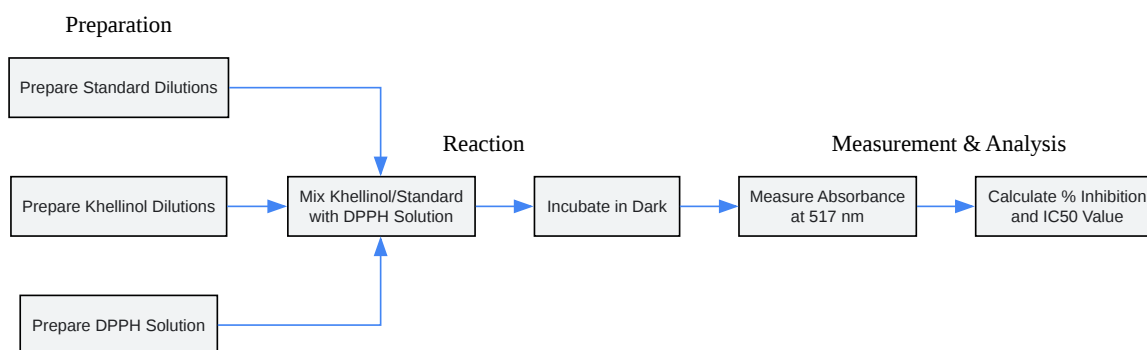 Preparation
Prepare Standard Dilutions
Reaction
Measurement & Analysis
Prepare Khellinol Dilutions
Mix Khellinol/Standard
with DPPH Solution
Incubate in Dark
Measure Absorbance
at 517 nm
Calculate % Inhibition
and IC50 Value
Prepare DPPH Solution